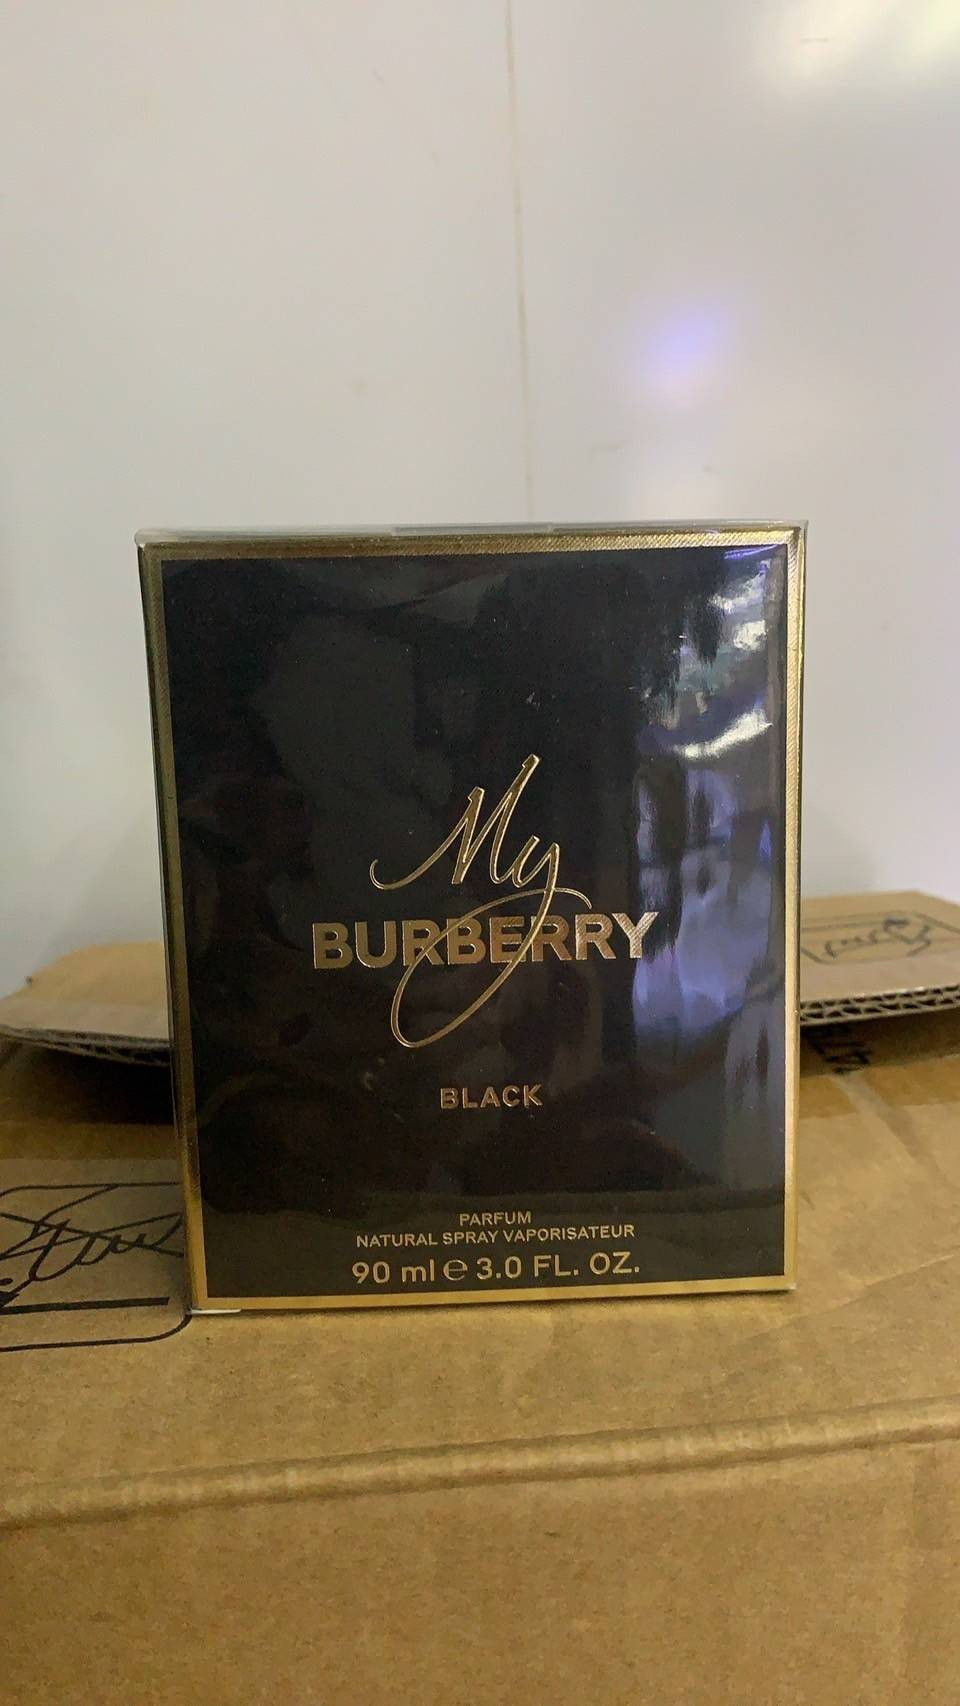 My
BURBERRY
BLACK
PARFUM
NATURAL SPRAY VAPORISATEUR
90 ml e 3.0 FL. OZ.